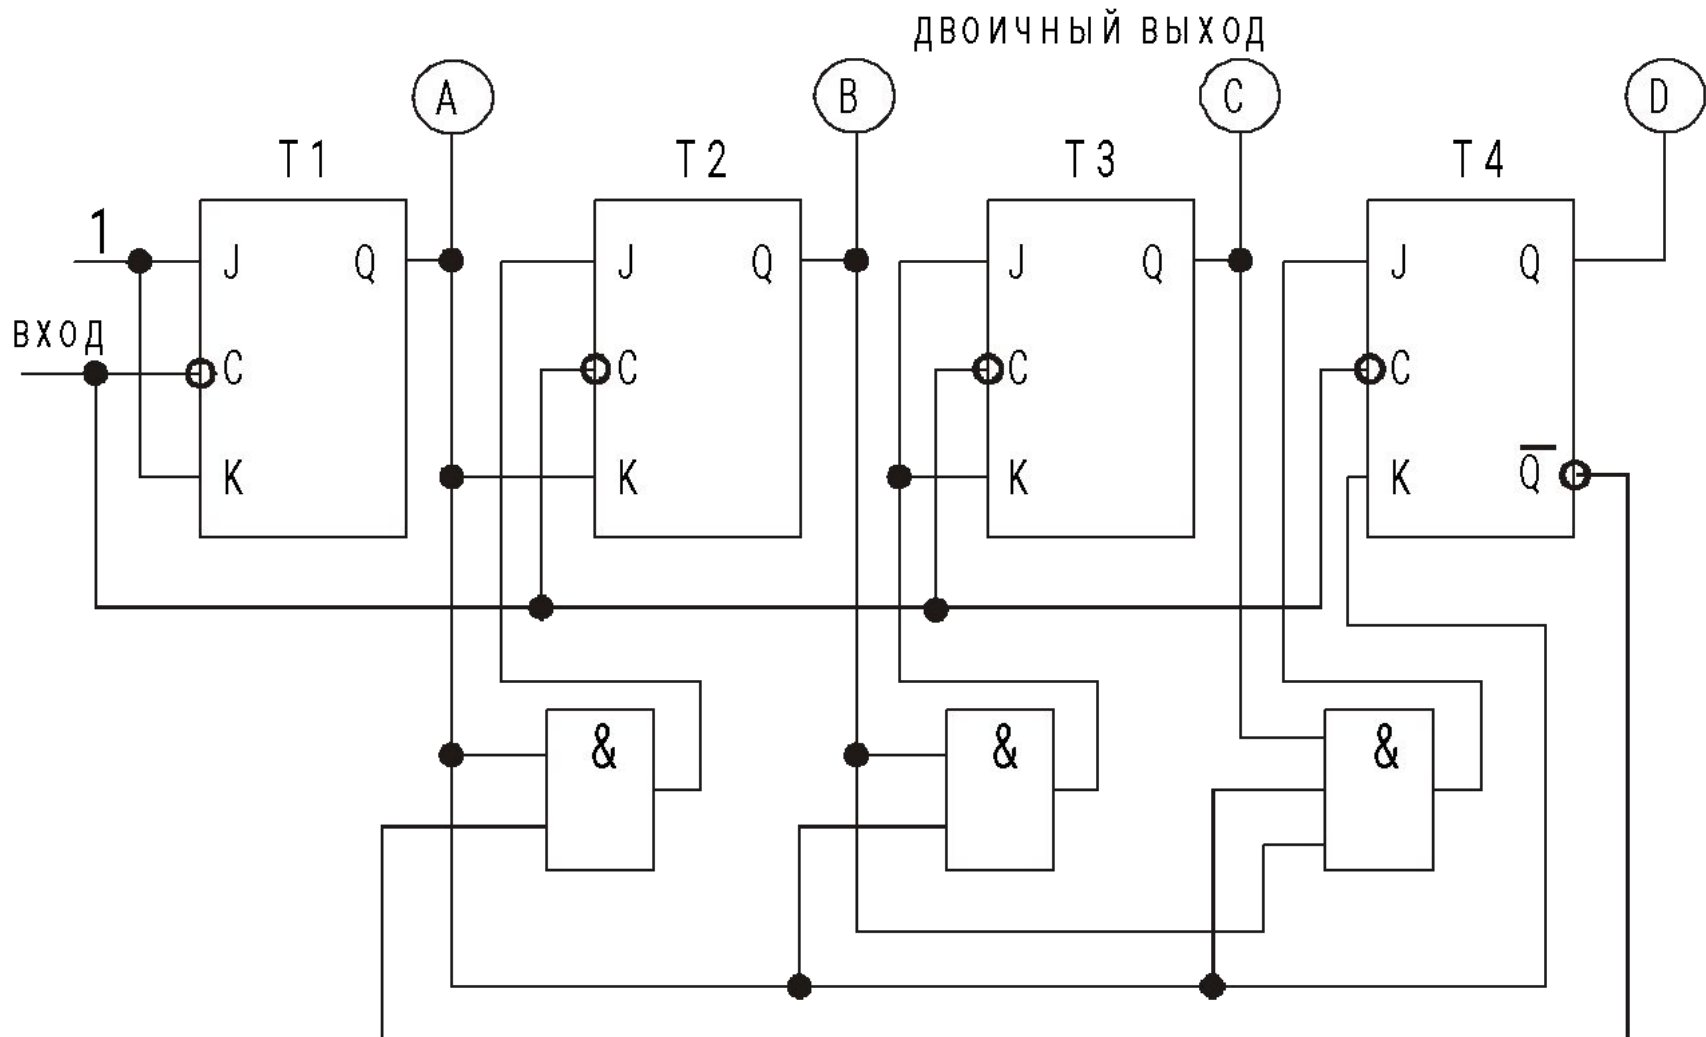 ДВОИЧНЫЙ ВЫХОД
A B C D
T1 T2 T3 T4
1
J Q J Q J Q J Q
ВХОД
C C C C
K K K K Q̅
& & &